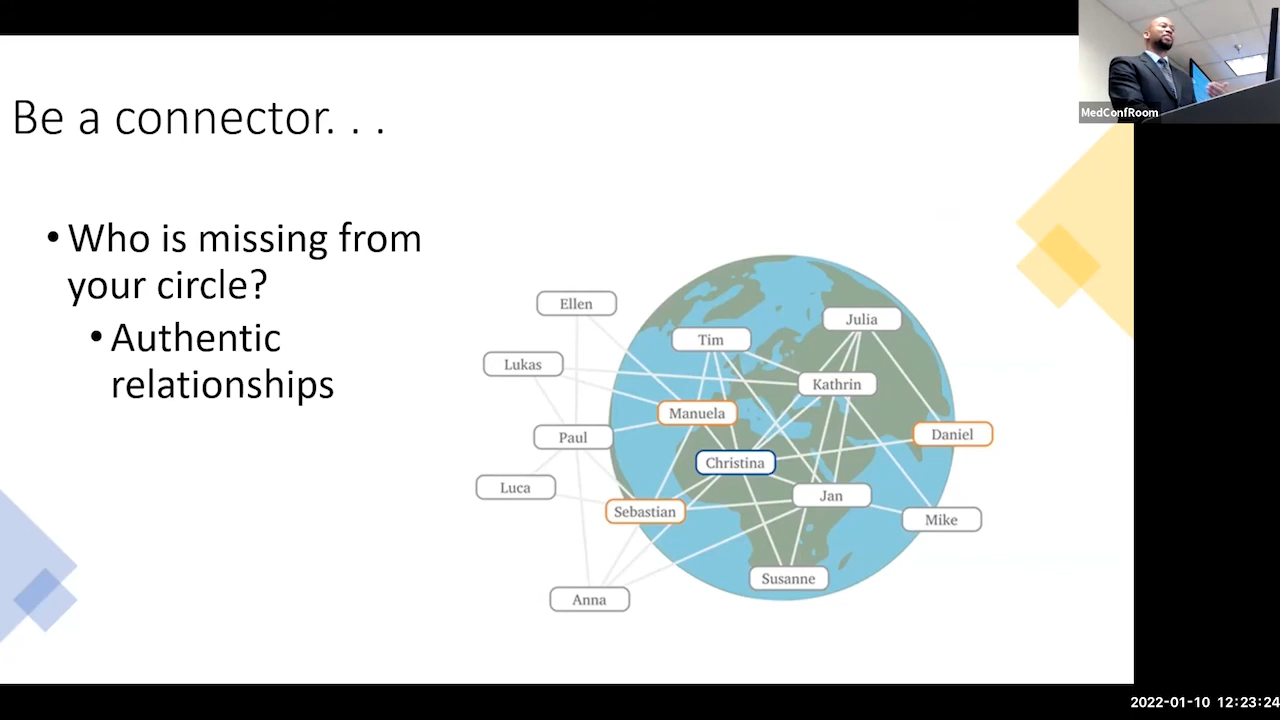 MedConfRoom
Be a connector. . .
• Who is missing from
your circle?
• Authentic
relationships
Ellen
Tim
Julia
Lukas
Kathrin
Manuela
Paul
Daniel
Christina
Luca
Jan
Sebastian
Mike
Susanne
Anna
2022-01-10 12:23:24